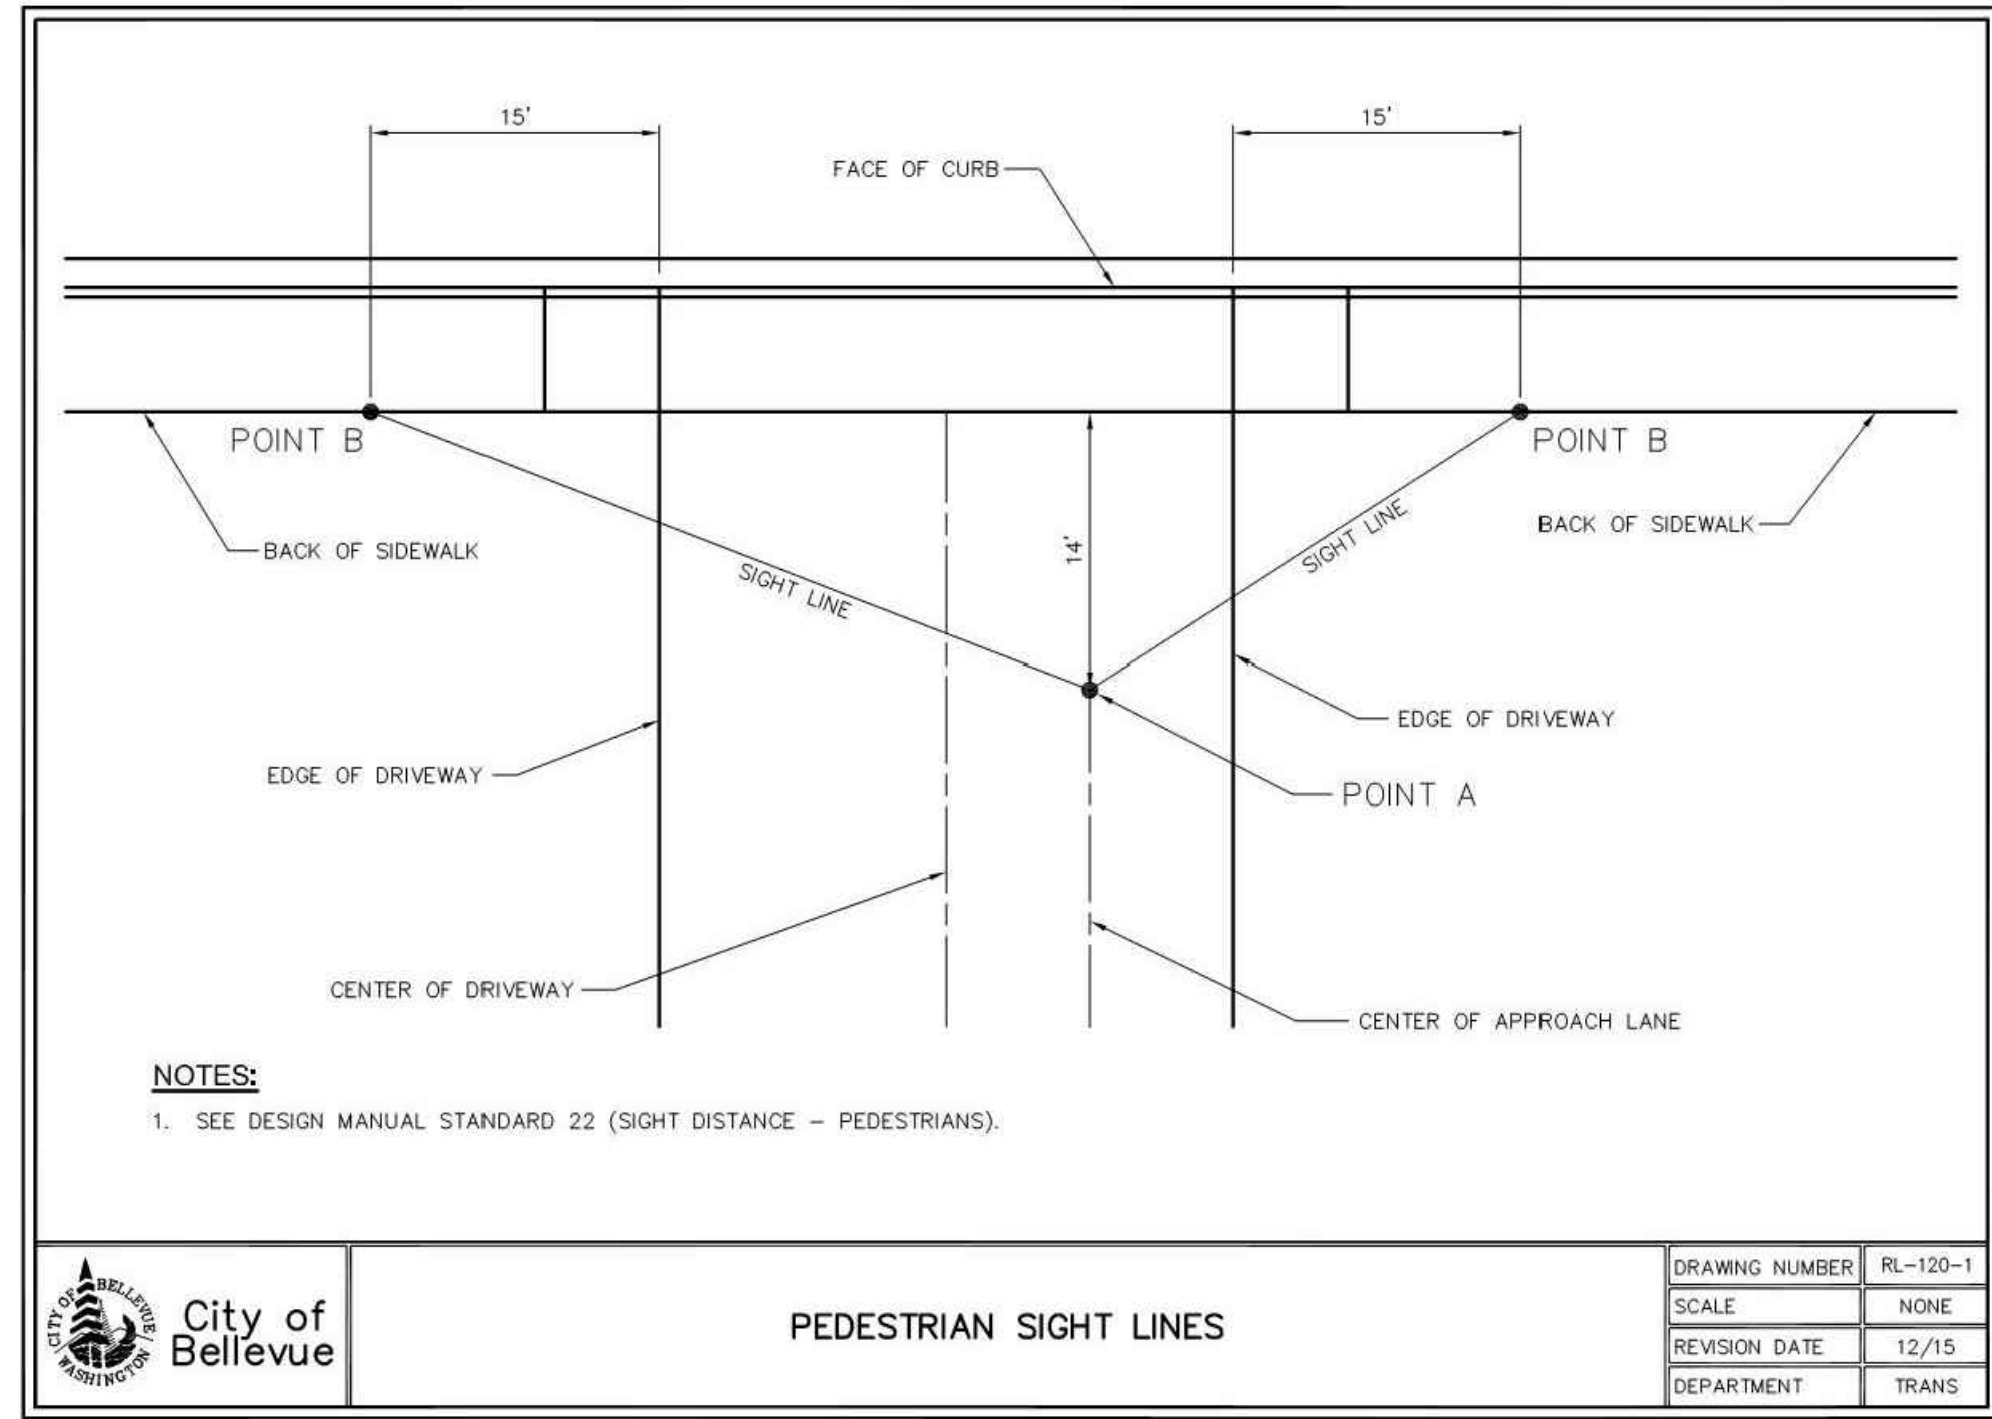 15'
15'
FACE OF CURB
POINT B
POINT B
BACK OF SIDEWALK
BACK OF SIDEWALK
SIGHT LINE
SIGHT LINE
14'
EDGE OF DRIVEWAY
EDGE OF DRIVEWAY
POINT A
CENTER OF DRIVEWAY
CENTER OF APPROACH LANE
NOTES:
1. SEE DESIGN MANUAL STANDARD 22 (SIGHT DISTANCE – PEDESTRIANS).
CITY OF BELLEVUE
WASHINGTON
City of
Bellevue
PEDESTRIAN SIGHT LINES
DRAWING NUMBER RL-120-1
SCALE NONE
REVISION DATE 12/15
DEPARTMENT TRANS